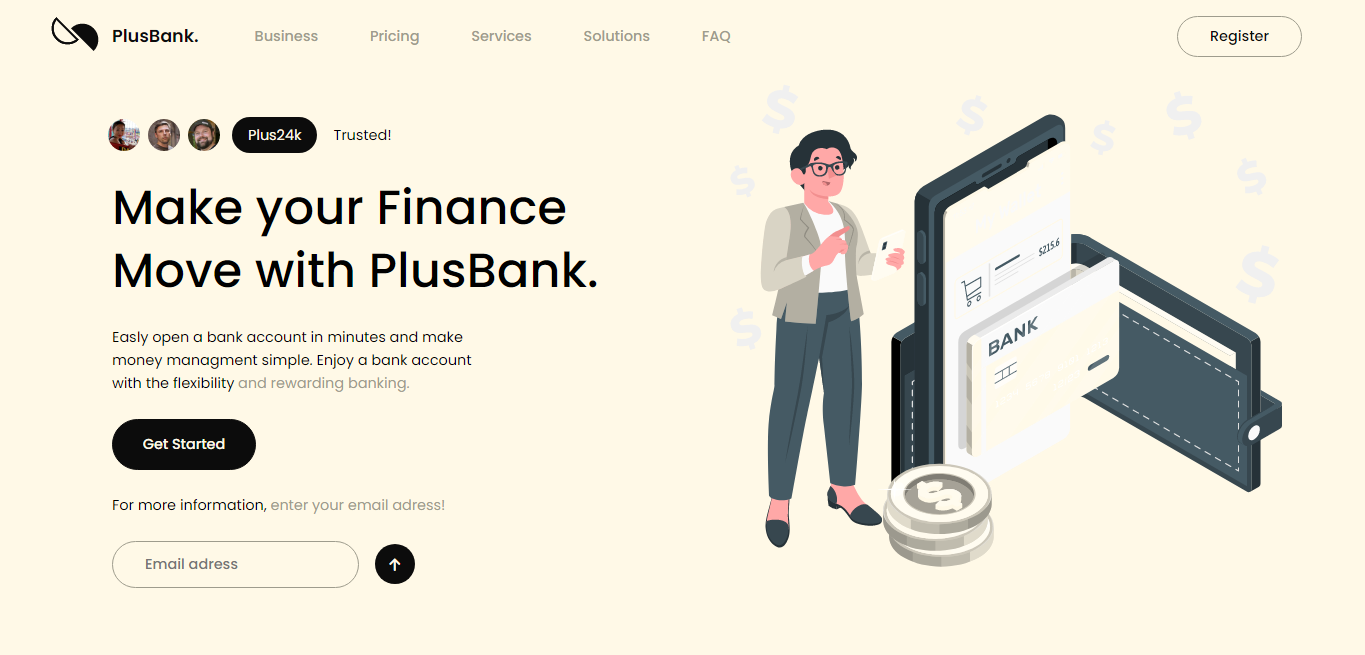 PlusBank.
Business
Pricing
Services
Solutions
FAQ
Register
Plus24k
Trusted!
Make your Finance
Move with PlusBank.
Easly open a bank account in minutes and make
money managment simple. Enjoy a bank account
with the flexibility and rewarding banking.
Get Started
For more information, enter your email adress!
Email adress
$215.6
BANK